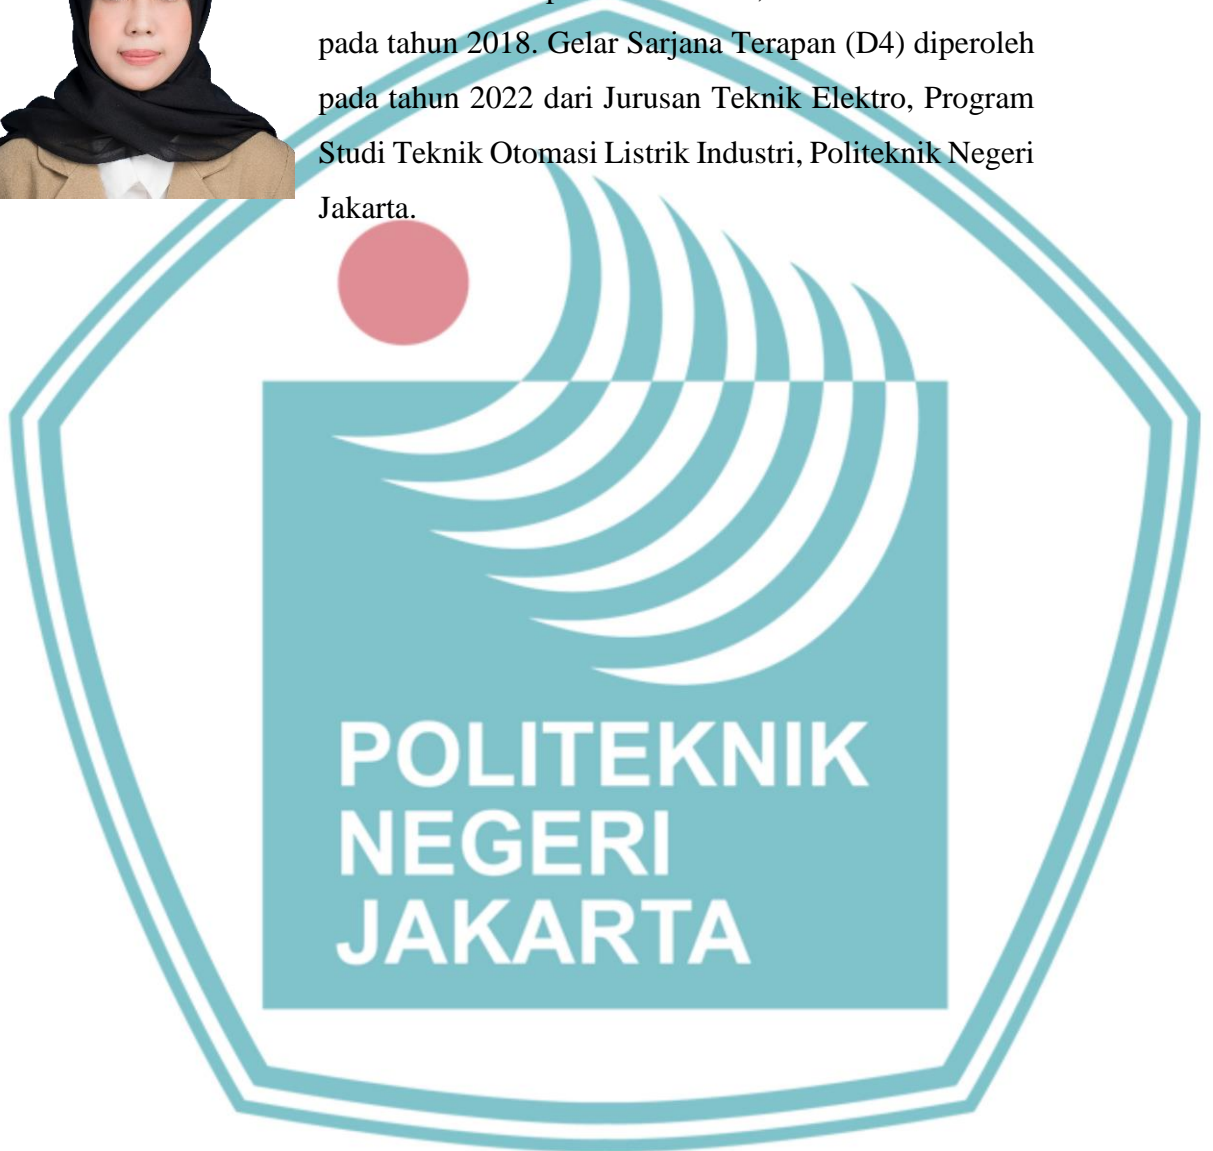 pada tahun 2018. Gelar Sarjana Terapan (D4) diperoleh
pada tahun 2022 dari Jurusan Teknik Elektro, Program
Studi Teknik Otomasi Listrik Industri, Politeknik Negeri
Jakarta.
POLITEKNIK
NEGERI
JAKARTA